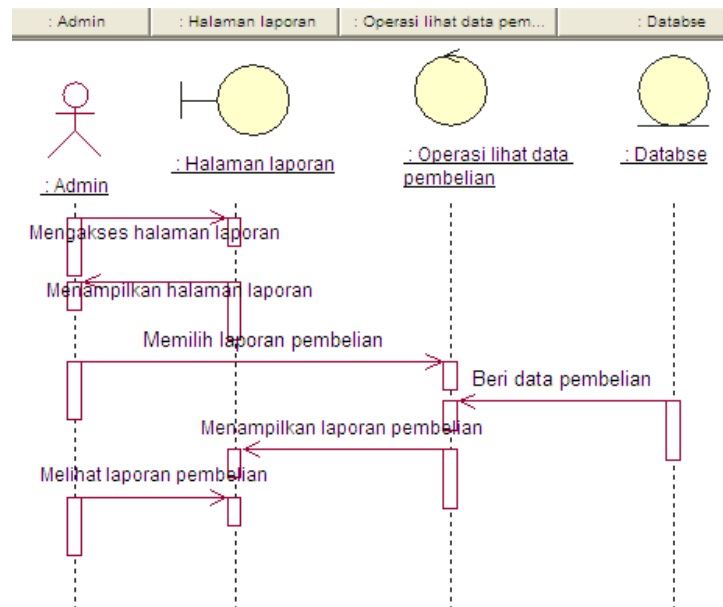 : Admin
: Halaman laporan
: Operasi lihat data pem...
: Databse
: Admin
: Halaman laporan
: Operasi lihat data
pembelian
: Databse
Mengakses halaman laporan
Menampilkan halaman laporan
Memilih laporan pembelian
Beri data pembelian
Menampilkan laporan pembelian
Melihat laporan pembelian